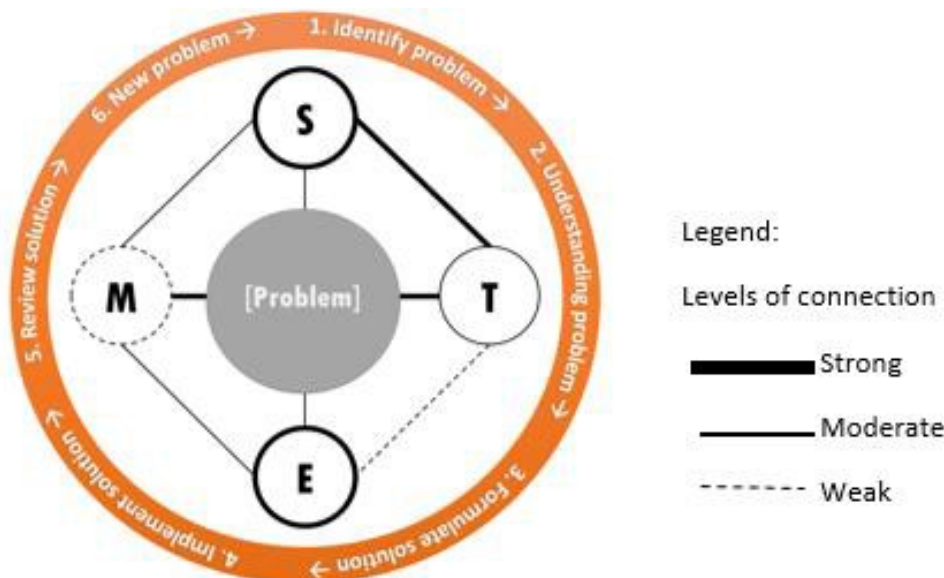 1. Identify problem →
2. Understanding problem →
3. Formulate solution →
4. Implement solution →
5. Review solution →
6. New problem →
S
M
[Problem]
T
E
Legend:
Levels of connection
Strong
Moderate
Weak